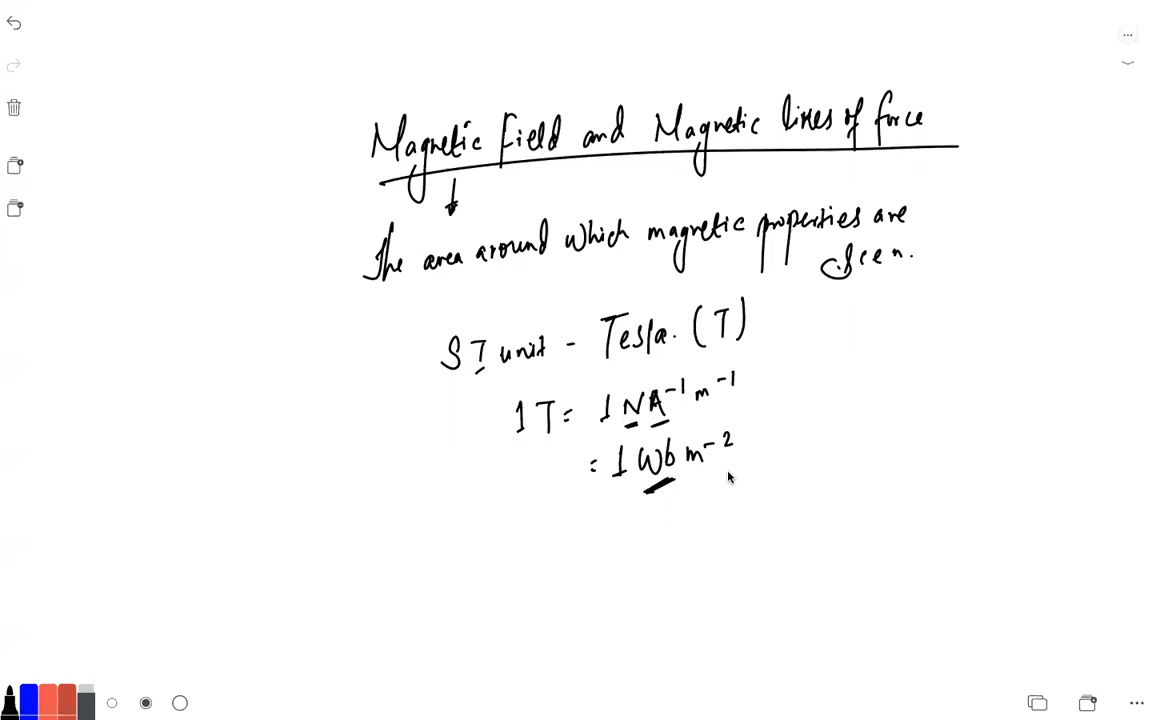 Magnetic Field and Magnetic lines of force
The area around which magnetic properties are
seen.
SI unit - Tesla. (T)
1 T = 1 NA⁻¹ m⁻¹
= 1 Wb m⁻²